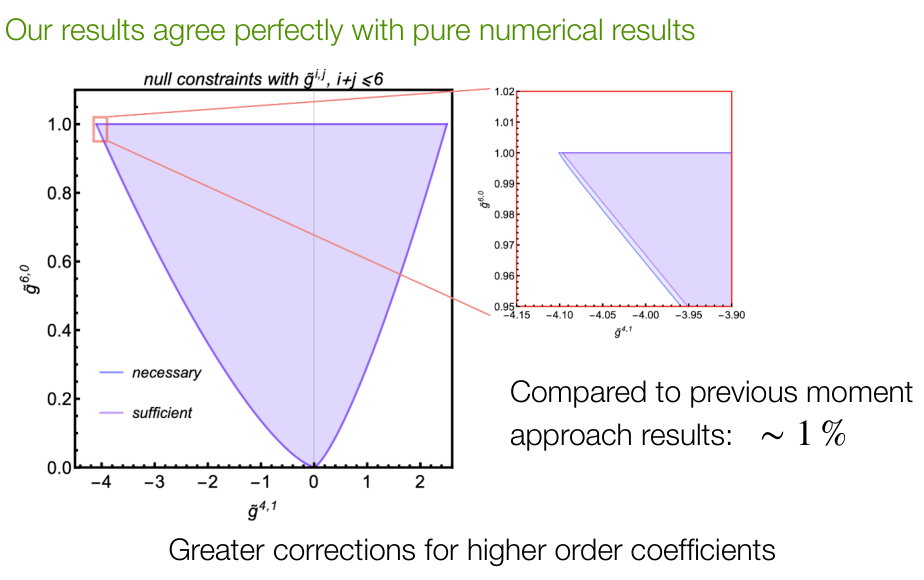 Our results agree perfectly with pure numerical results
null constraints with g̃^{i,j}, i+j ⩽6
1.0
0.8
0.6
0.4
0.2
0.0
g̃^{6,0}
necessary
sufficient
−4 −3 −2 −1 0 1 2
g̃^{4,1}
1.02
1.01
1.00
0.99
0.98
0.97
0.96
0.95
g̃^{6,0}
−4.15 −4.10 −4.05 −4.00 −3.95 −3.90
g̃^{4,1}
Compared to previous moment
approach results: ∼ 1 %
Greater corrections for higher order coefficients